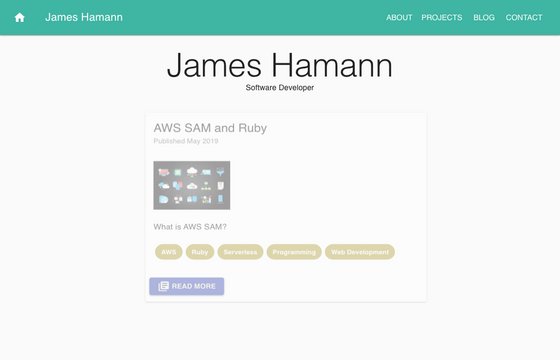 James Hamann
ABOUT PROJECTS BLOG CONTACT
James Hamann
Software Developer
AWS SAM and Ruby
Published May 2019
What is AWS SAM?
AWS Ruby Serverless Programming Web Development
READ MORE